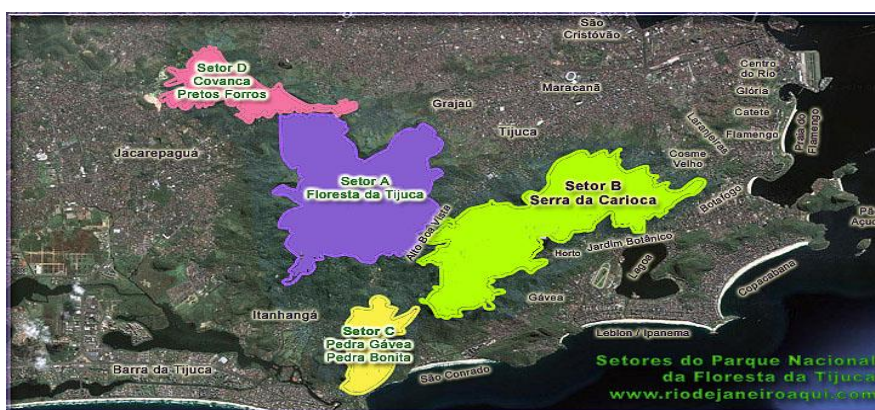 São
Cristóvão
Setor D
Covanca
Pretos Forros
Centro
do Rio
Maracanã
Glória
Grajaú
Catete
Tijuca
Laranjeiras
Flamengo
Praia do
Flamengo
Jacarepaguá
Cosme
Velho
Setor A
Floresta da Tijuca
Setor B
Serra da Carioca
Botafogo
Alto Boa Vista
Jardim Botânico
Horto
Lagoa
Copacabana
Gávea
Itanhangá
Setor C
Pedra Gávea
Pedra Bonita
Leblon / Ipanema
Barra da Tijuca
São Conrado
Setores do Parque Nacional
da Floresta da Tijuca
www.riodejaneiroaqui.com